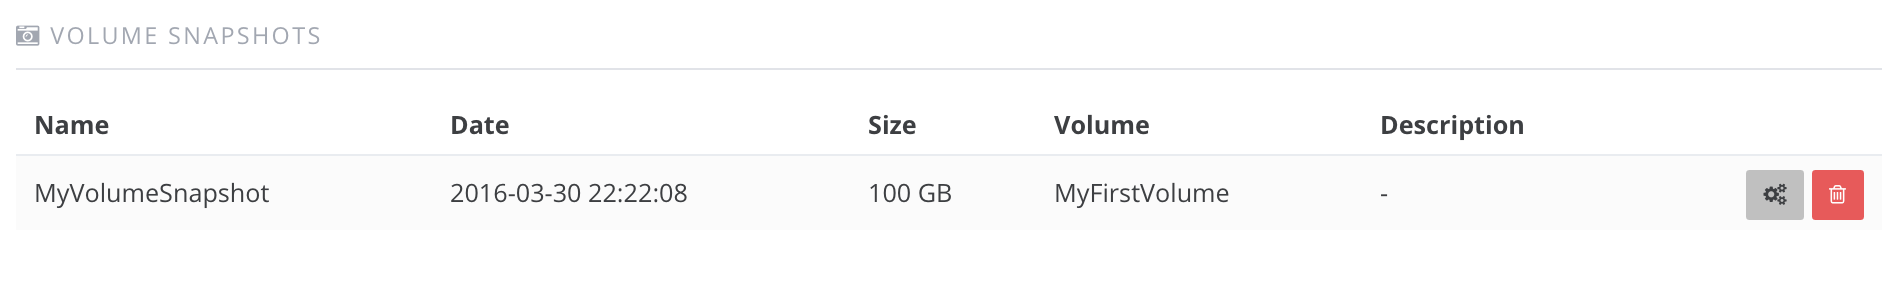 VOLUME SNAPSHOTS
Name Date Size Volume Description
MyVolumeSnapshot 2016-03-30 22:22:08 100 GB MyFirstVolume -